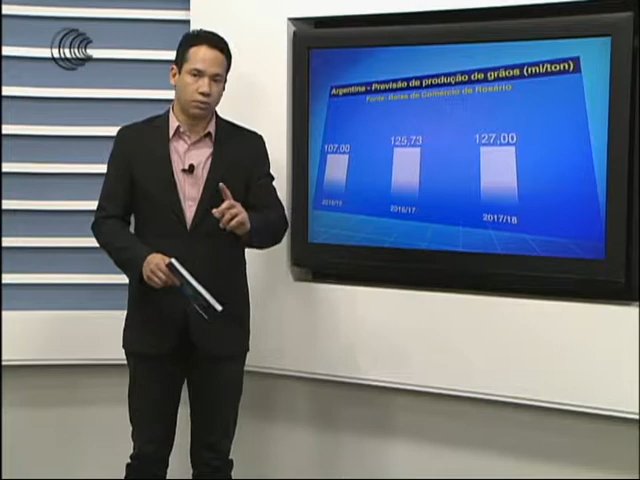 Argentina - Previsão de produção de grãos (mi/ton)
Fonte: Bolsa de Comércio de Rosário
107,00 125,73 127,00
2015/16 2016/17 2017/18